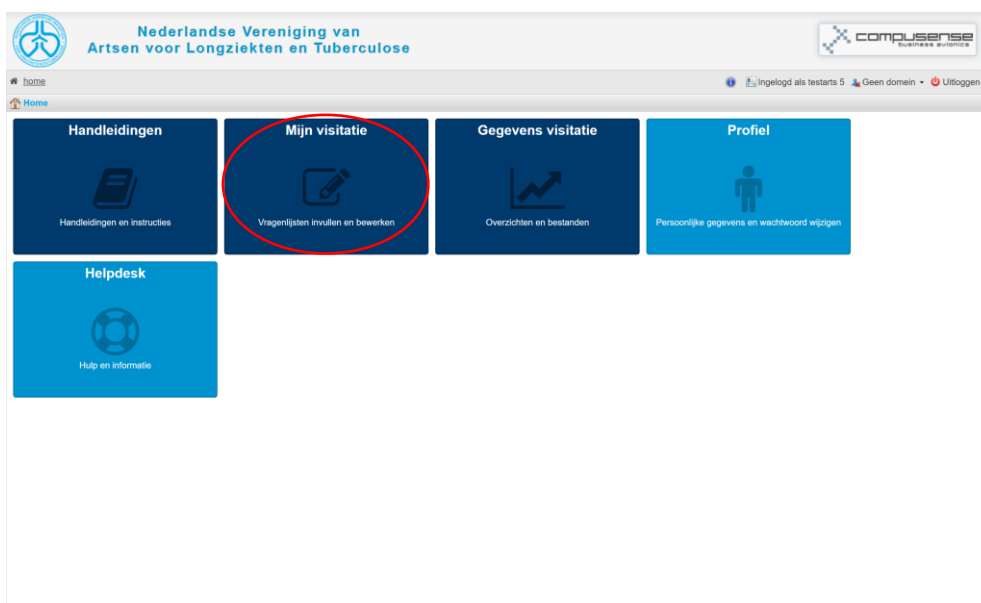 Nederlandse Vereniging van
Artsen voor Longziekten en Tuberculose
compusense
business avionics
home
Ingelogd als testarts 5 Geen domein Uitloggen
Home
Handleidingen
Handleidingen en instructies
Mijn visitatie
Vragenlijsten invullen en bewerken
Gegevens visitatie
Overzichten en bestanden
Profiel
Persoonlijke gegevens en wachtwoord wijzigen
Helpdesk
Hulp en informatie